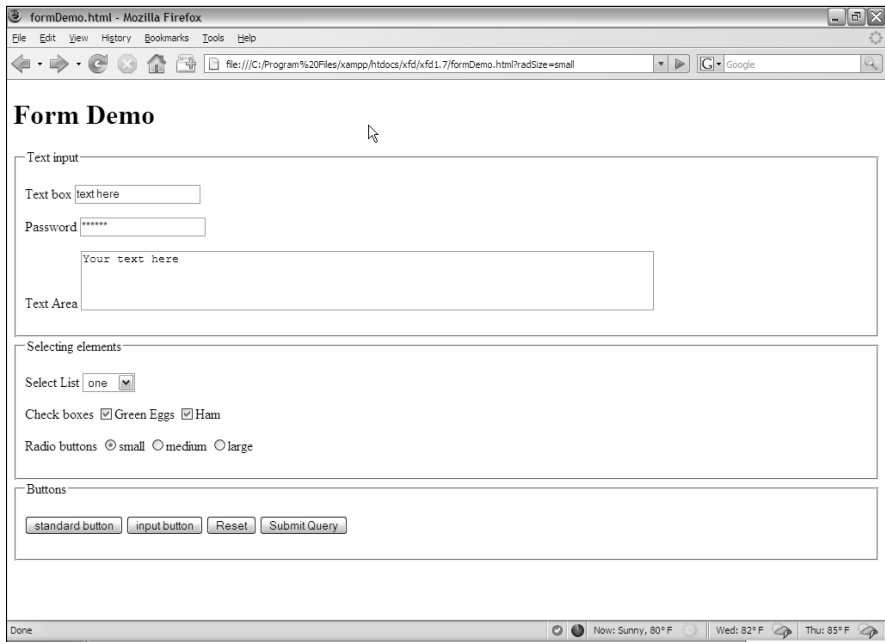 formDemo.html - Mozilla Firefox
File Edit View History Bookmarks Tools Help
file:///C:/Program%20Files/xampp/htdocs/xfd/xfd1.7/formDemo.html?radSize=small
G Google
Form Demo
Text input
Text box text here
Password ******
Your text here
Text Area
Selecting elements
Select List one
Check boxes Green Eggs Ham
Radio buttons small medium large
Buttons
standard button input button Reset Submit Query
Done Now: Sunny, 80° F Wed: 82° F Thu: 85° F